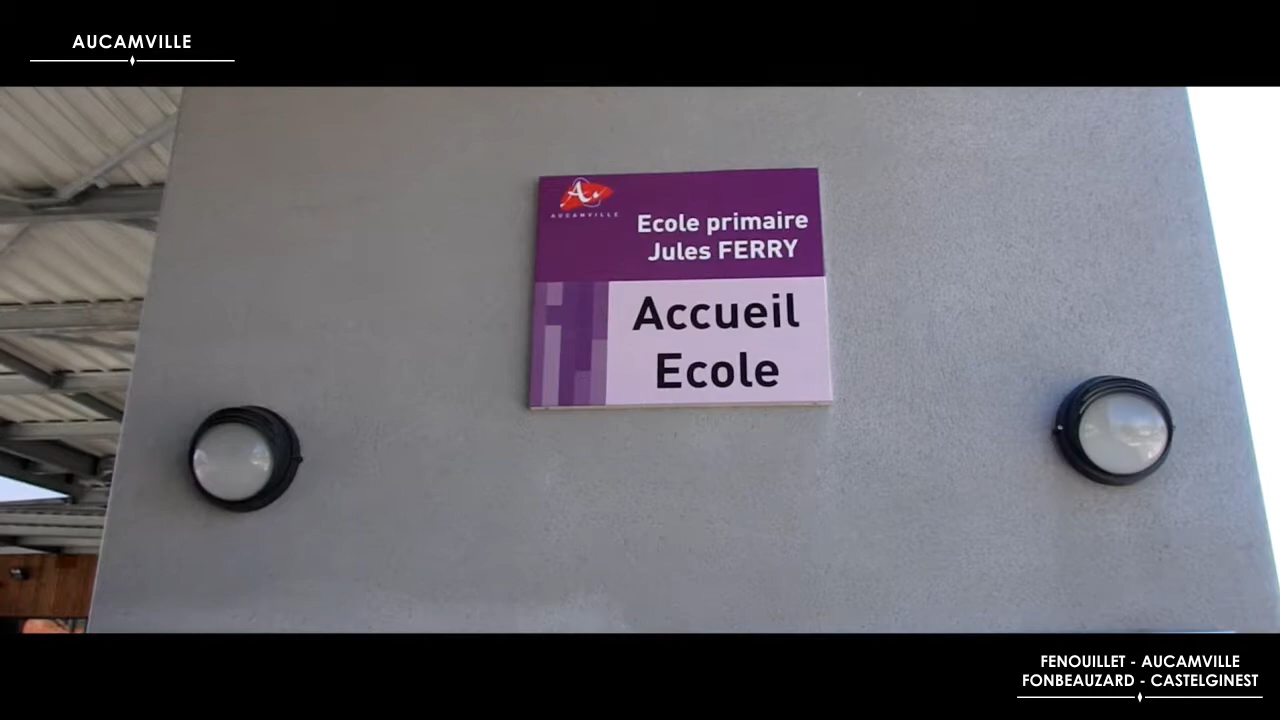 AUCAMVILLE
A
AUCAMVILLE
Ecole primaire
Jules FERRY
Accueil
Ecole
FENOUILLET - AUCAMVILLE
FONBEAUZARD - CASTELGINEST